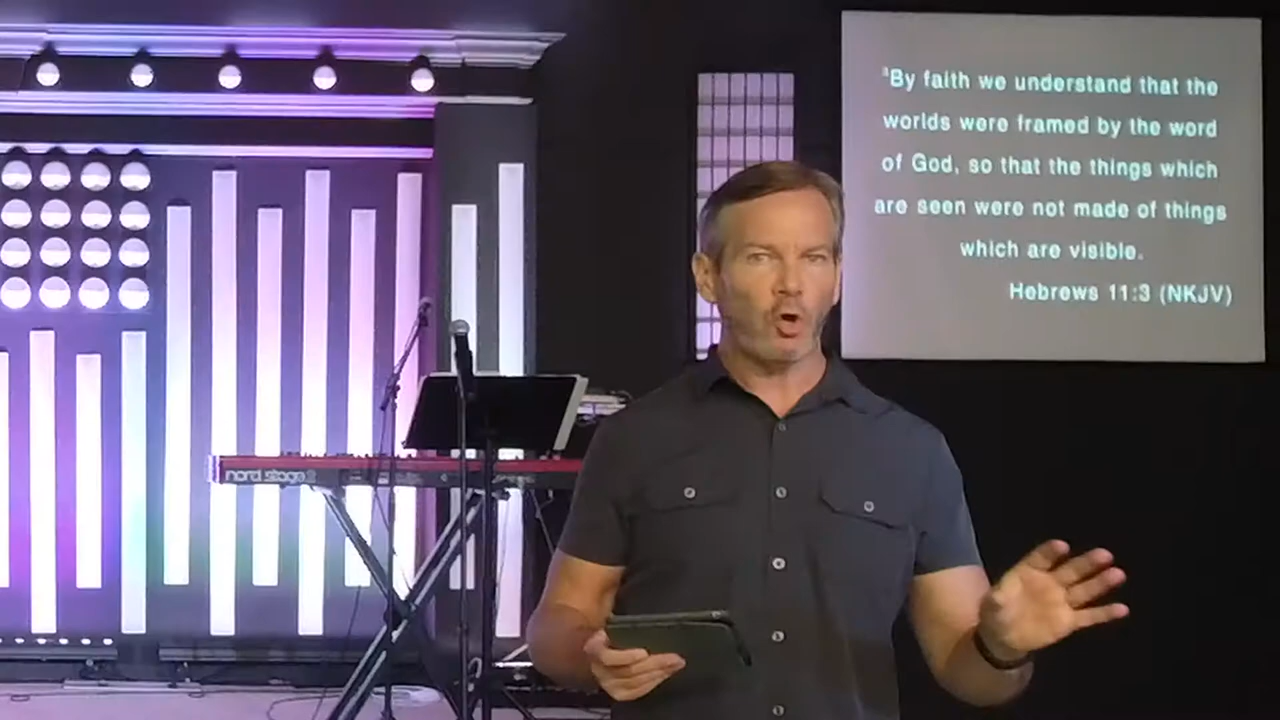 nord stage 2
³By faith we understand that the
worlds were framed by the word
of God, so that the things which
are seen were not made of things
which are visible.
Hebrews 11:3 (NKJV)